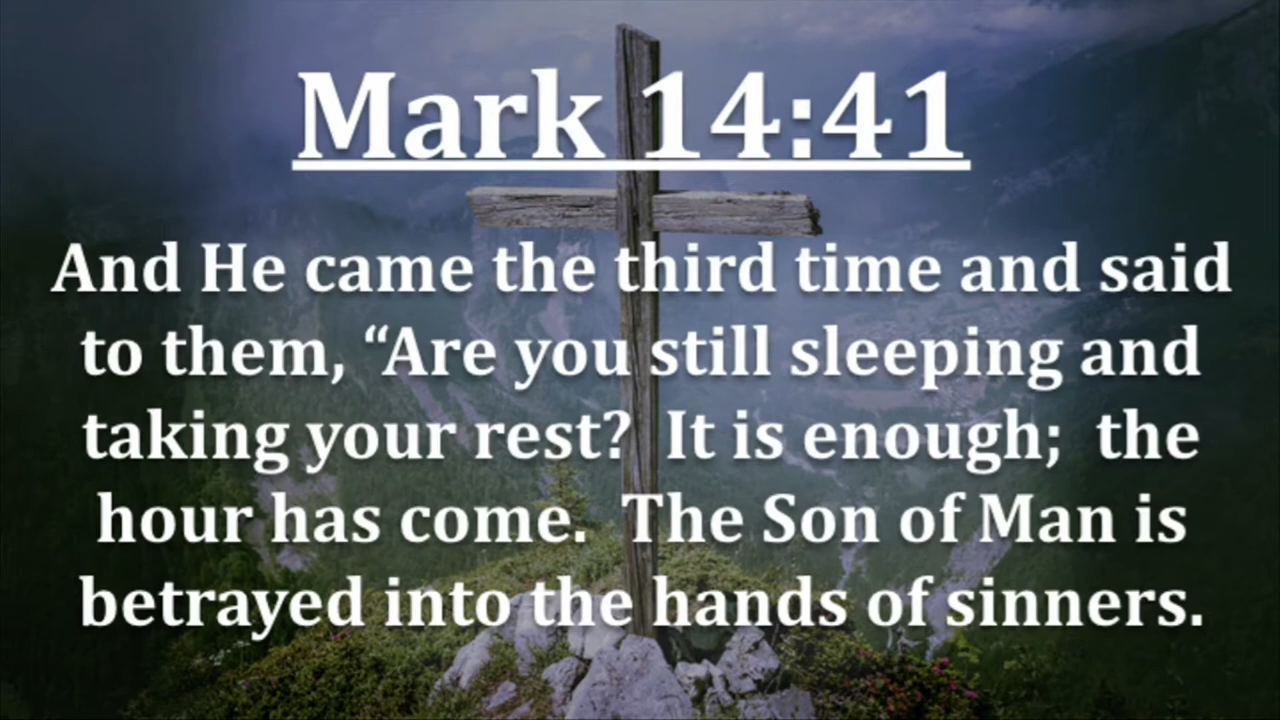 Mark 14:41
And He came the third time and said
to them, “Are you still sleeping and
taking your rest?  It is enough;  the
hour has come.  The Son of Man is
betrayed into the hands of sinners.